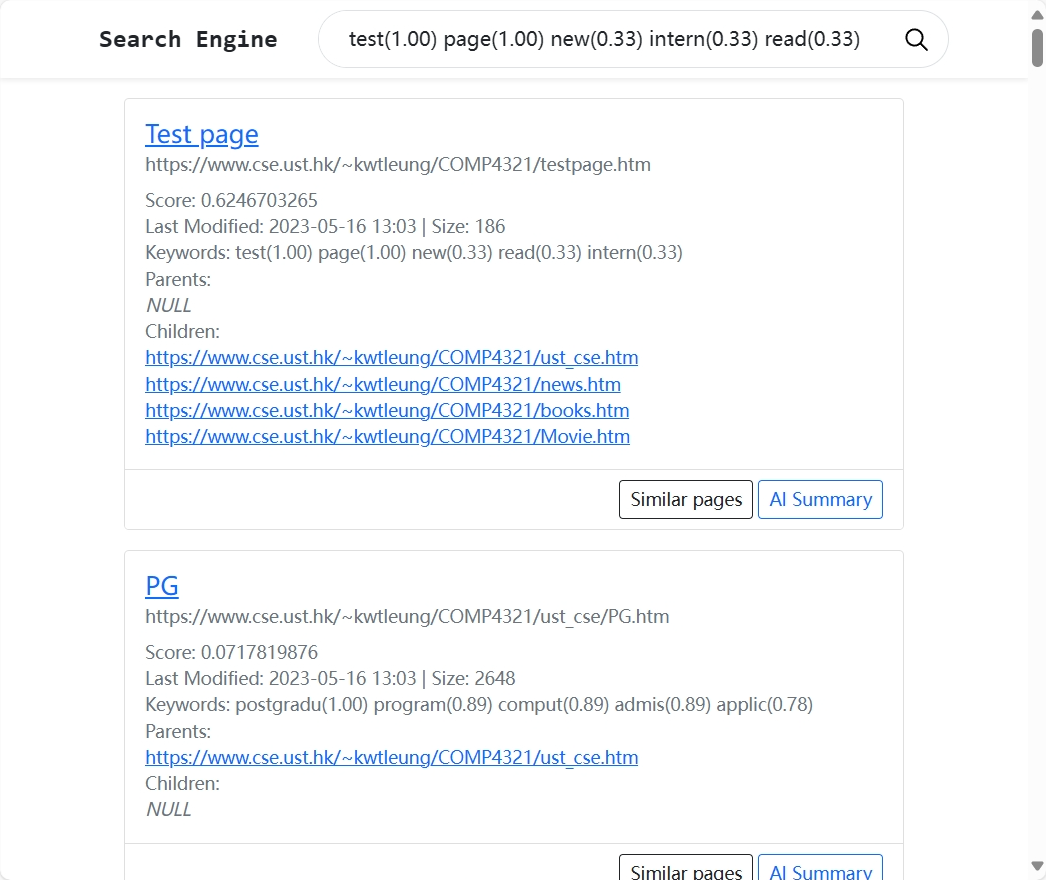 Search Engine
test(1.00) page(1.00) new(0.33) intern(0.33) read(0.33)
Test page
https://www.cse.ust.hk/~kwtleung/COMP4321/testpage.htm
Score: 0.6246703265
Last Modified: 2023-05-16 13:03 | Size: 186
Keywords: test(1.00) page(1.00) new(0.33) read(0.33) intern(0.33)
Parents:
NULL
Children:
https://www.cse.ust.hk/~kwtleung/COMP4321/ust_cse.htm
https://www.cse.ust.hk/~kwtleung/COMP4321/news.htm
https://www.cse.ust.hk/~kwtleung/COMP4321/books.htm
https://www.cse.ust.hk/~kwtleung/COMP4321/Movie.htm
Similar pages AI Summary
PG
https://www.cse.ust.hk/~kwtleung/COMP4321/ust_cse/PG.htm
Score: 0.0717819876
Last Modified: 2023-05-16 13:03 | Size: 2648
Keywords: postgradu(1.00) program(0.89) comput(0.89) admis(0.89) applic(0.78)
Parents:
https://www.cse.ust.hk/~kwtleung/COMP4321/ust_cse.htm
Children:
NULL
Similar pages AI Summary